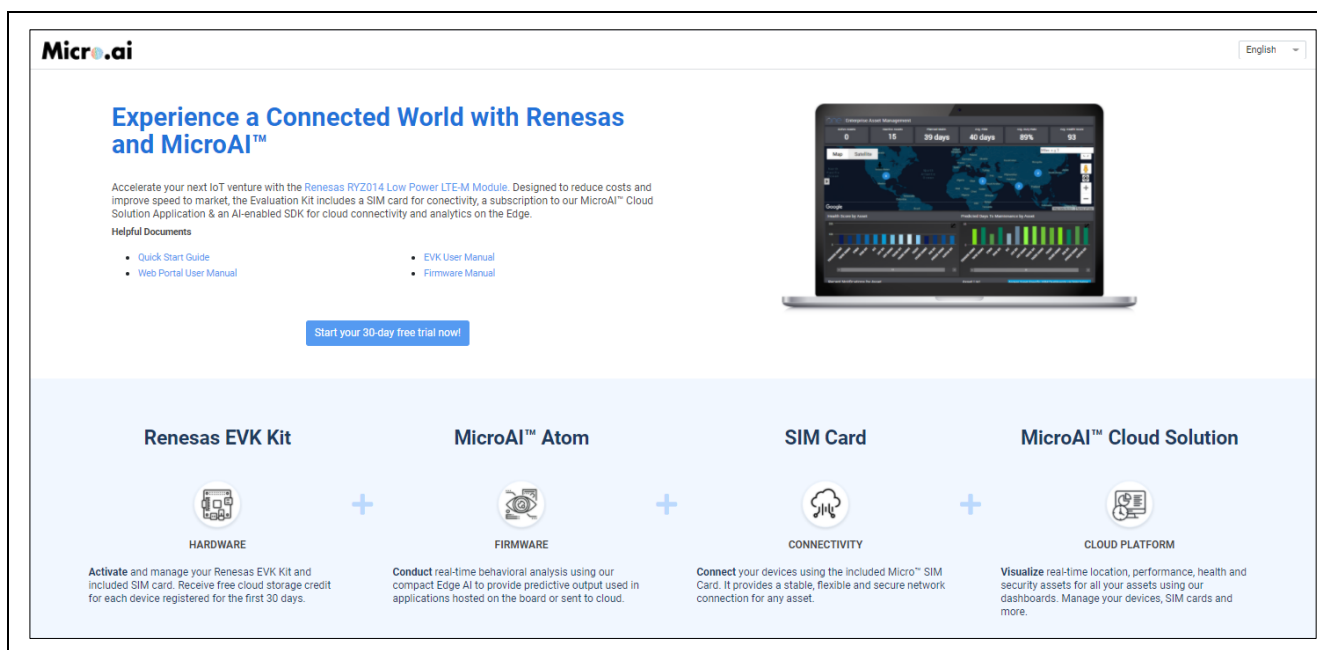 Micro.ai
English
Experience a Connected World with Renesas
and MicroAI™
Accelerate your next IoT venture with the Renesas RYZ014 Low Power LTE-M Module. Designed to reduce costs and
improve speed to market, the Evaluation Kit includes a SIM card for conectivity, a subscription to our MicroAI™ Cloud
Solution Application & an AI-enabled SDK for cloud connectivity and analytics on the Edge.
Helpful Documents
Quick Start Guide
Web Portal User Manual
EVK User Manual
Firmware Manual
Start your 30-day free trial now!
Enterprise Asset Management
0
15
39 days
40 days
89%
93
Map
Satellite
Google
Health Score by Asset
Predicted Days To Maintenance by Asset
Renesas EVK Kit
HARDWARE
Activate and manage your Renesas EVK Kit and
included SIM card. Receive free cloud storage credit
for each device registered for the first 30 days.
MicroAI™ Atom
FIRMWARE
Conduct real-time behavioral analysis using our
compact Edge AI to provide predictive output used in
applications hosted on the board or sent to cloud.
SIM Card
CONNECTIVITY
Connect your devices using the included Micro™ SIM
Card. It provides a stable, flexible and secure network
connection for any asset.
MicroAI™ Cloud Solution
CLOUD PLATFORM
Visualize real-time location, performance, health and
security assets for all your assets using our
dashboards. Manage your devices, SIM cards and
more.